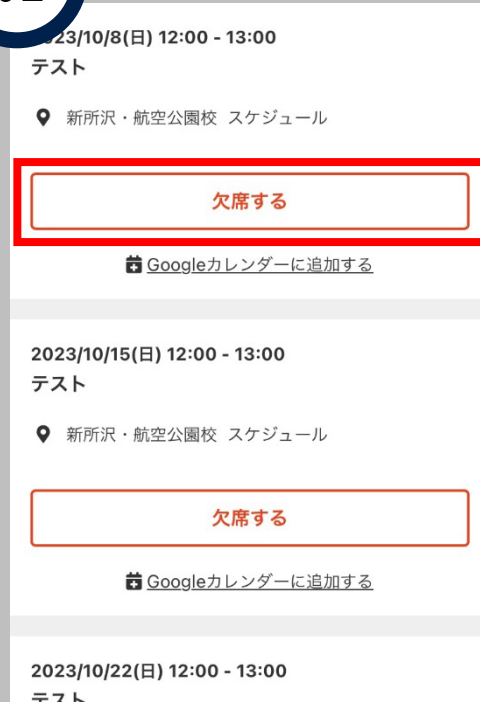 2023/10/8(日) 12:00 - 13:00
テスト
新所沢・航空公園校 スケジュール
欠席する
Googleカレンダーに追加する
2023/10/15(日) 12:00 - 13:00
テスト
新所沢・航空公園校 スケジュール
欠席する
Googleカレンダーに追加する
2023/10/22(日) 12:00 - 13:00
テスト